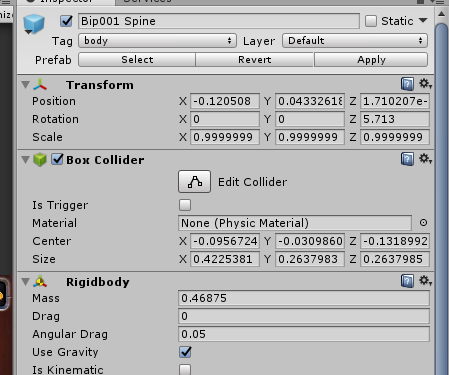 Inspector Services
Bip001 Spine Static
Tag body Layer Default
Prefab Select Revert Apply
Transform
Position X -0.120508 Y 0.04332618 Z 1.710207e-
Rotation X 0 Y 0 Z 5.713
Scale X 0.9999999 Y 0.9999999 Z 0.9999999
Box Collider
Edit Collider
Is Trigger
Material None (Physic Material)
Center X -0.0956724 Y -0.0309860 Z -0.1318992
Size X 0.4225381 Y 0.2637983 Z 0.2637985
Rigidbody
Mass 0.46875
Drag 0
Angular Drag 0.05
Use Gravity
Is Kinematic